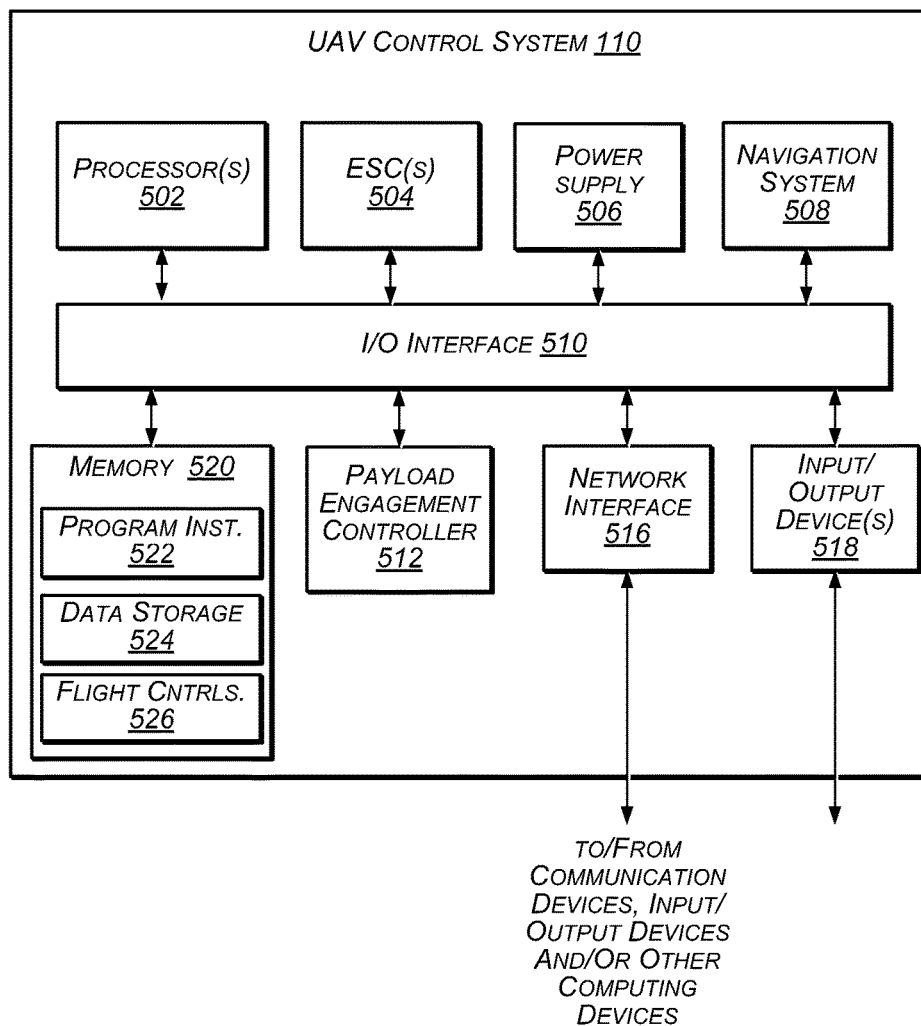 UAV CONTROL SYSTEM 110
PROCESSOR(S)
502
ESC(S)
504
POWER
SUPPLY
506
NAVIGATION
SYSTEM
508
I/O INTERFACE 510
MEMORY 520
PROGRAM INST.
522
DATA STORAGE
524
FLIGHT CNTRLS.
526
PAYLOAD
ENGAGEMENT
CONTROLLER
512
NETWORK
INTERFACE
516
INPUT/
OUTPUT
DEVICE(S)
518
TO/FROM
COMMUNICATION
DEVICES, INPUT/
OUTPUT DEVICES
AND/OR OTHER
COMPUTING
DEVICES